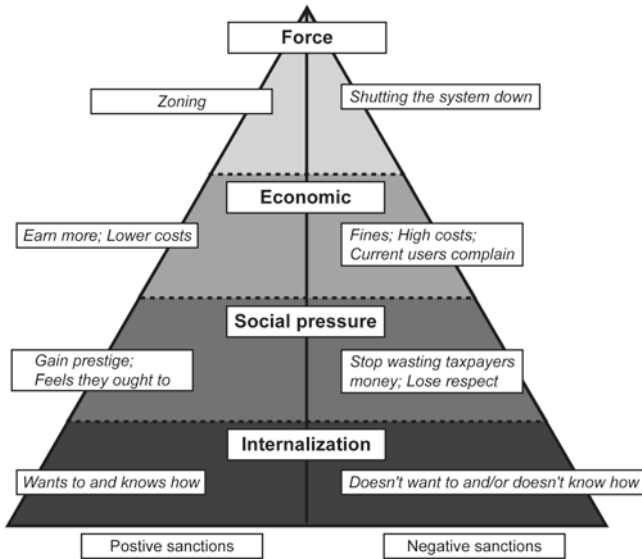 Force
Zoning
Shutting the system down
Economic
Earn more; Lower costs
Fines; High costs;
Current users complain
Social pressure
Gain prestige;
Feels they ought to
Stop wasting taxpayers
money; Lose respect
Internalization
Wants to and knows how
Doesn't want to and/or doesn't know how
Postive sanctions
Negative sanctions